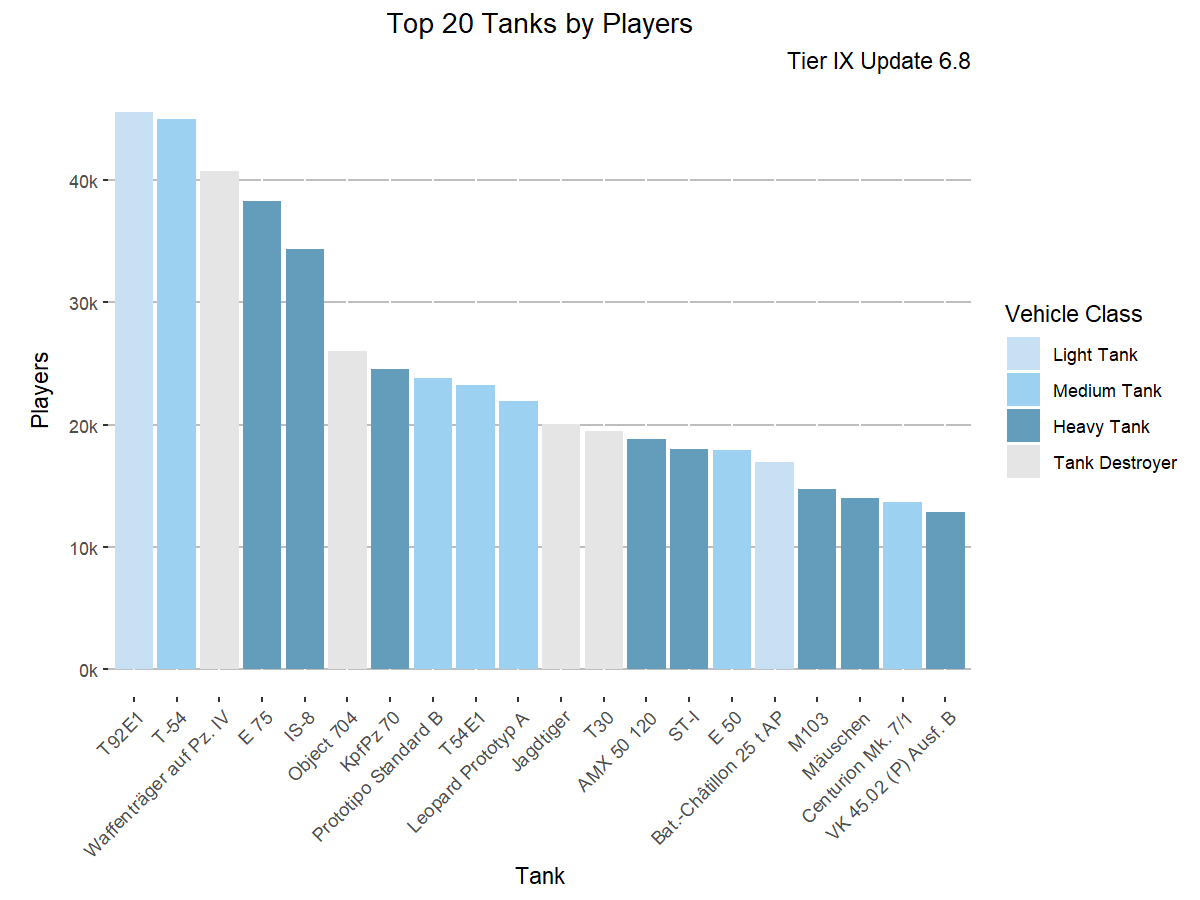 Top 20 Tanks by Players
Tier IX Update 6.8
Players
40k
30k
20k
10k
0k
T92E1
T-54
Waffenträger auf Pz. IV
E 75
IS-8
Object 704
KpfPz 70
Prototipo Standard B
T54E1
Leopard Prototyp A
Jagdtiger
T30
AMX 50 120
ST-I
E 50
Bat.-Châtillon 25 t AP
M103
Mäuschen
Centurion Mk. 7/1
VK 45.02 (P) Ausf. B
Tank
Vehicle Class
Light Tank
Medium Tank
Heavy Tank
Tank Destroyer